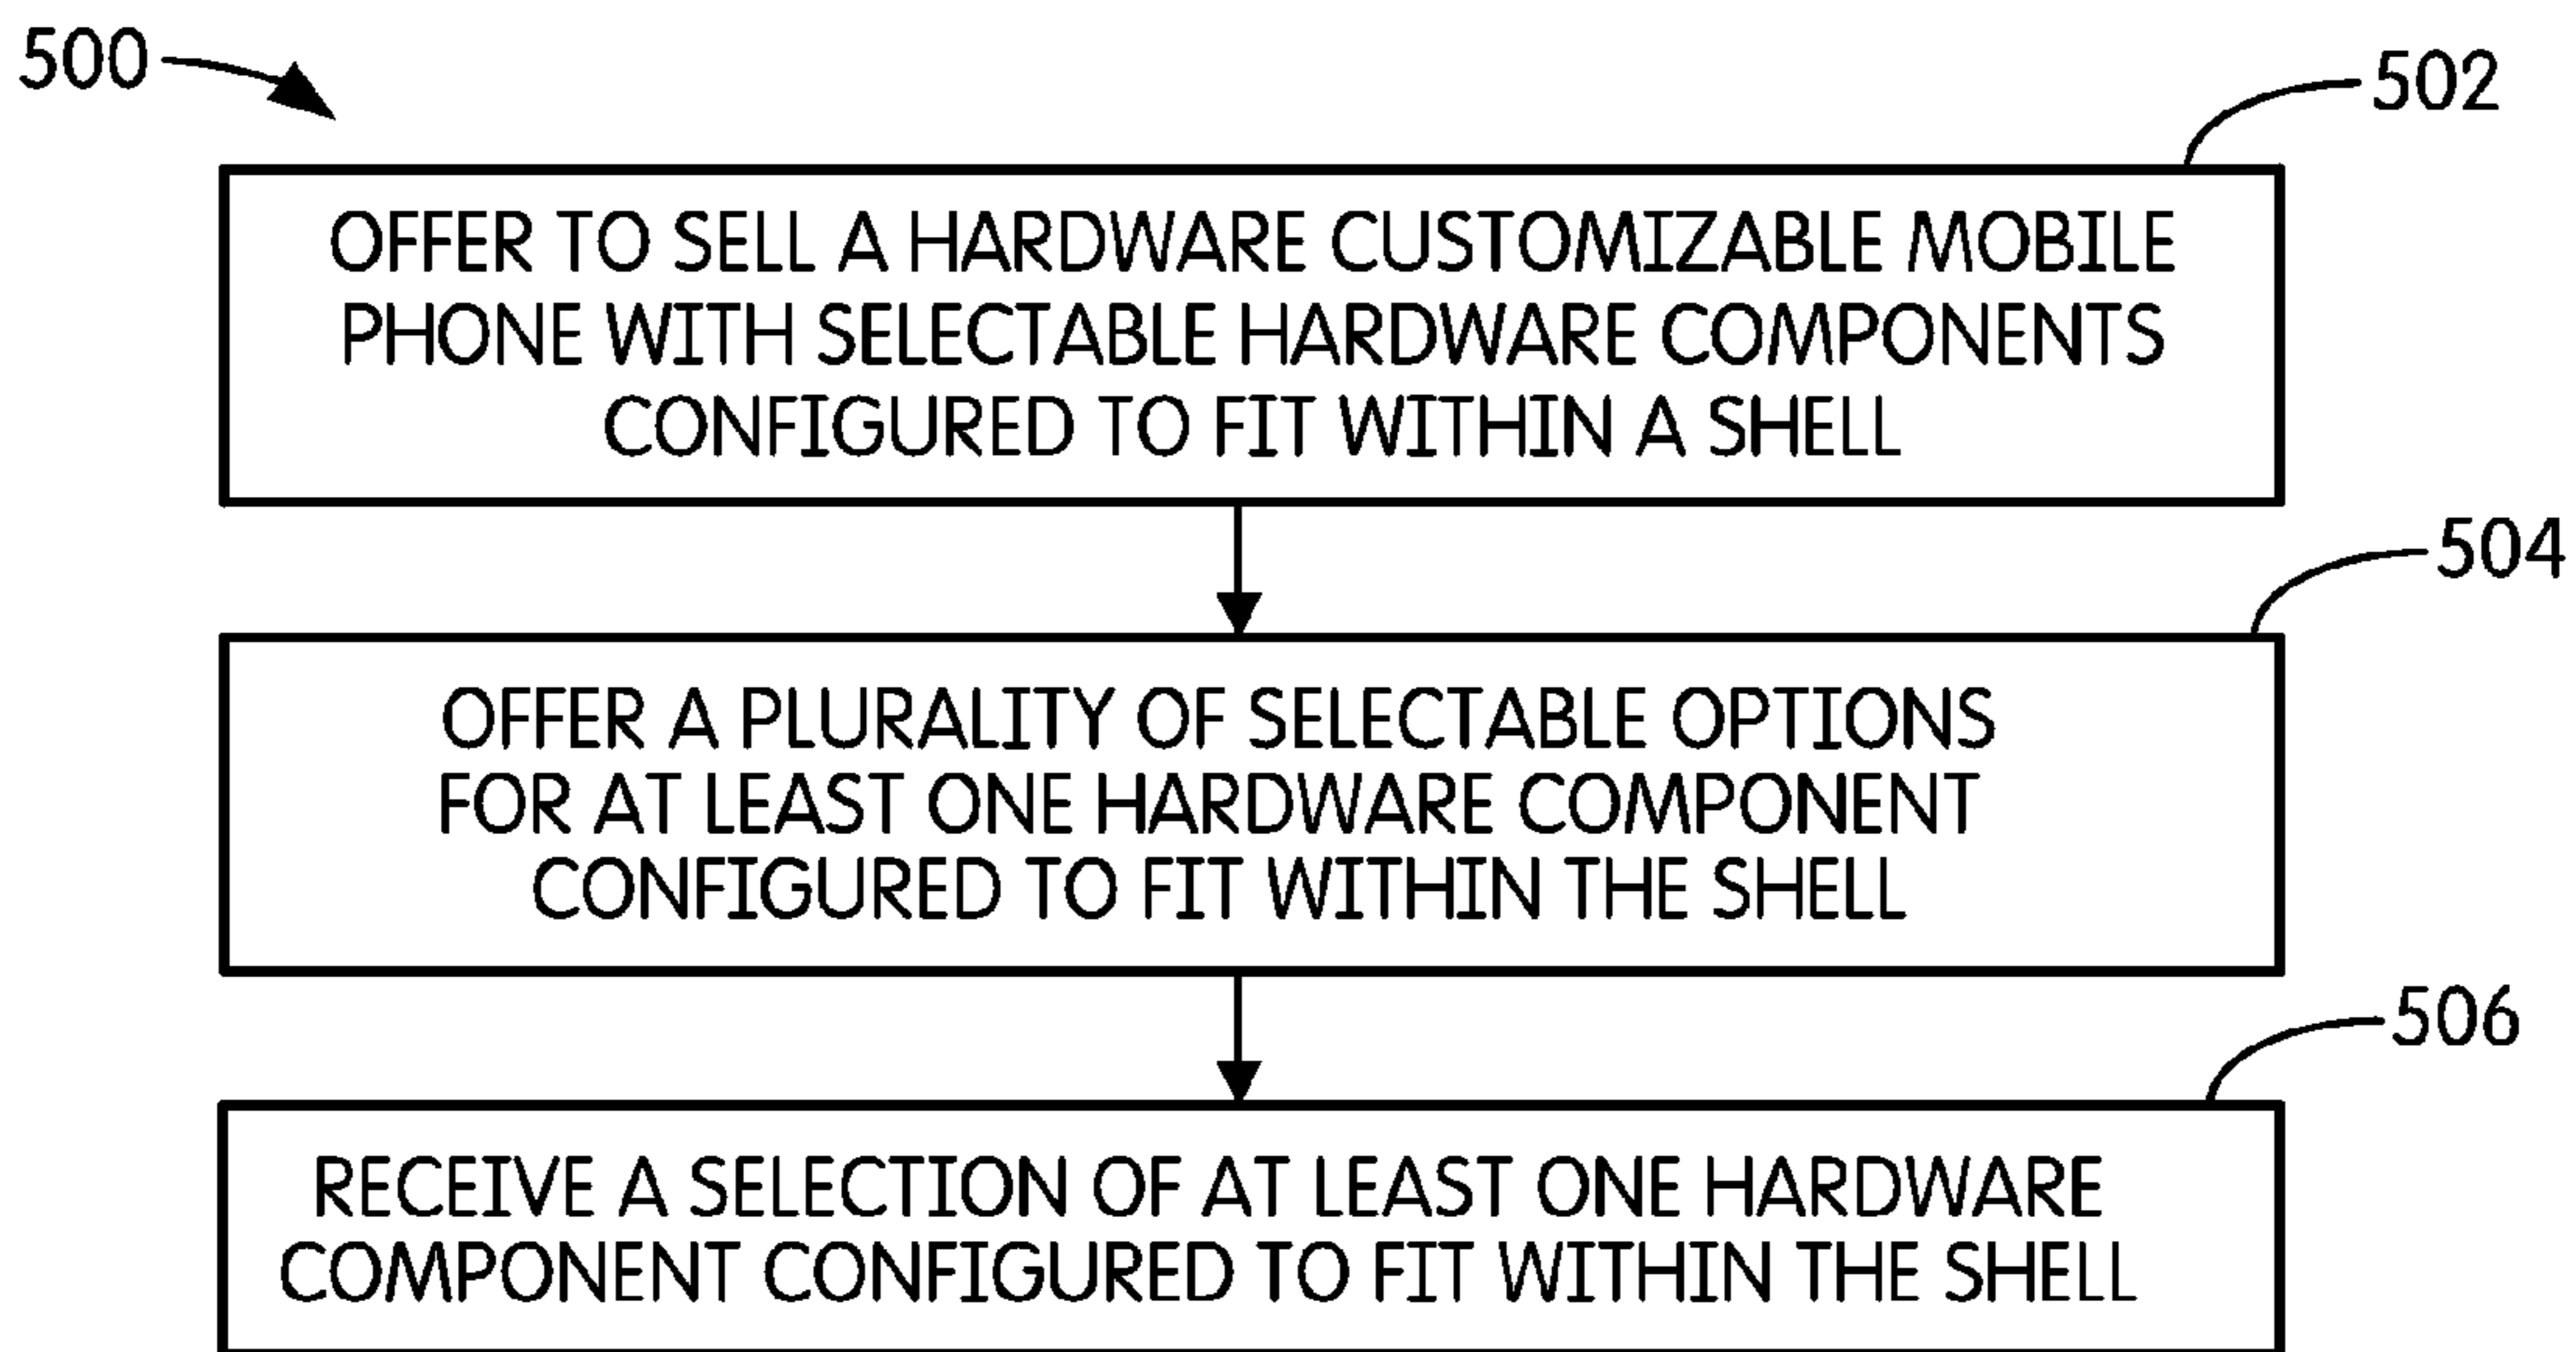 500
502
OFFER TO SELL A HARDWARE CUSTOMIZABLE MOBILE
PHONE WITH SELECTABLE HARDWARE COMPONENTS
CONFIGURED TO FIT WITHIN A SHELL
504
OFFER A PLURALITY OF SELECTABLE OPTIONS
FOR AT LEAST ONE HARDWARE COMPONENT
CONFIGURED TO FIT WITHIN THE SHELL
506
RECEIVE A SELECTION OF AT LEAST ONE HARDWARE
COMPONENT CONFIGURED TO FIT WITHIN THE SHELL